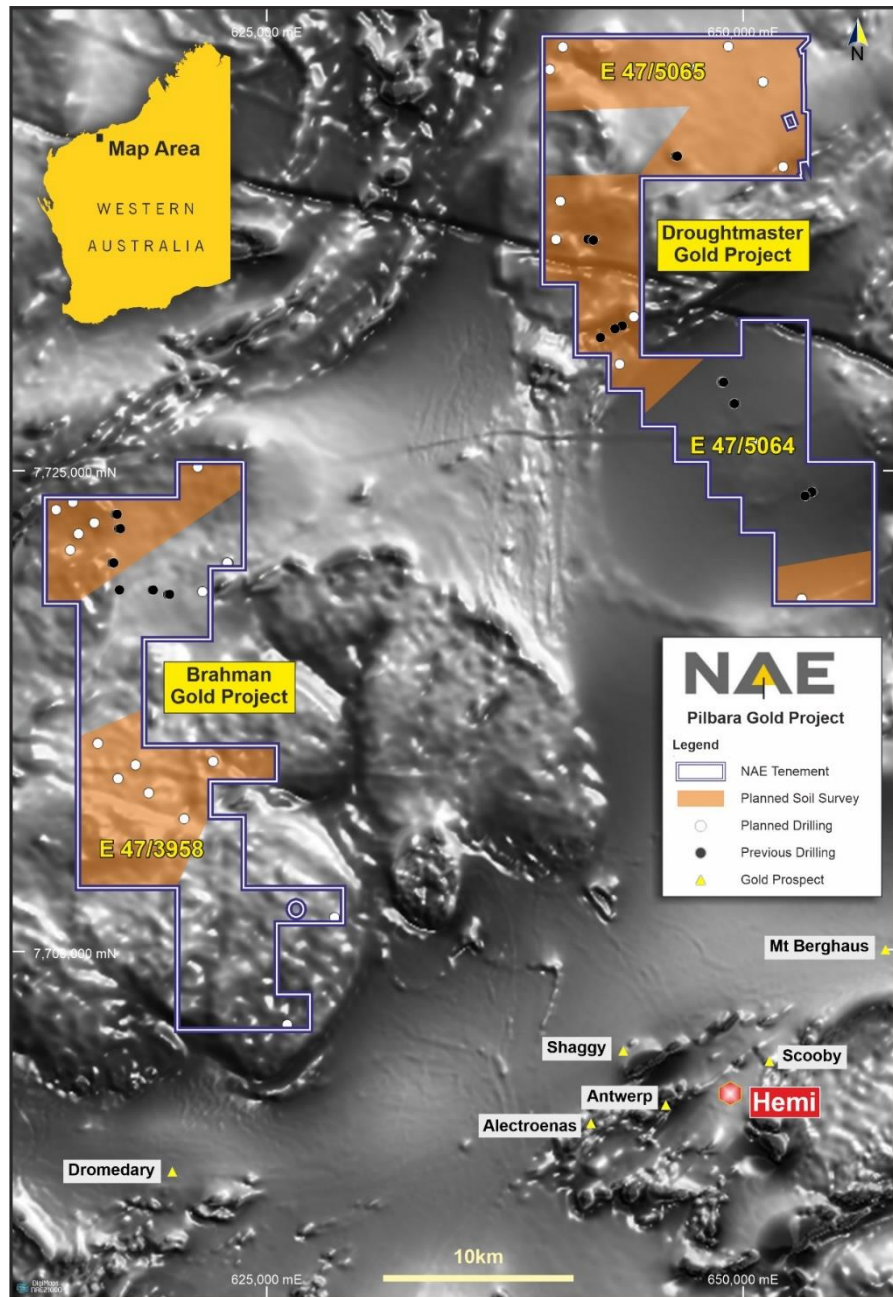 625,000 mE
650,000 mE
N
E 47/5065
Map Area
WESTERN
AUSTRALIA
Droughtmaster
Gold Project
E 47/5064
7,725,000 mN
Brahman
Gold Project
NAE
Pilbara Gold Project
Legend
NAE Tenement
Planned Soil Survey
Planned Drilling
Previous Drilling
Gold Prospect
E 47/3958
7,700,000 mN
Mt Berghaus
Shaggy
Scooby
Antwerp
Hemi
Alectroenas
Dromedary
10km
625,000 mE
650,000 mE
DigiMaps